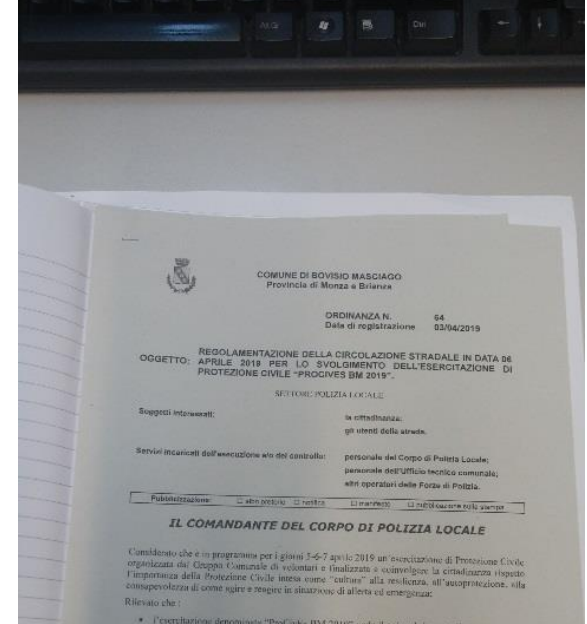 Alt Gr
Ctrl
COMUNE DI BOVISIO MASCIAGO
Provincia di Monza e Brianza
ORDINANZA N. 64
Data di registrazione 03/04/2019
OGGETTO: REGOLAMENTAZIONE DELLA CIRCOLAZIONE STRADALE IN DATA 06
APRILE 2019 PER LO SVOLGIMENTO DELL'ESERCITAZIONE DI
PROTEZIONE CIVILE "PROCIVES BM 2019".
SETTORE POLIZIA LOCALE
Soggetti interessati: la cittadinanza;
gli utenti della strada.
Servizi incaricati dell'esecuzione e/o del controllo: personale del Corpo di Polizia Locale;
personale dell'Ufficio tecnico comunale;
altri operatori delle Forze di Polizia.
Pubblicizzazione: □ albo pretorio □ notifica □ manifesto □ pubblicazione sulla stampa
IL COMANDANTE DEL CORPO DI POLIZIA LOCALE
Considerato che è in programma per i giorni 5-6-7 aprile 2019 un'esercitazione di Protezione Civile
organizzata dal Gruppo Comunale di volontari e finalizzata a coinvolgere la cittadinanza rispetto
l'importanza della Protezione Civile intesa come "cultura" alla resilienza, all'autoprotezione, alla
consapevolezza di come agire e reagire in situazione di allerta ed emergenza;
Rilevato che :
• l'esercitazione denominata BM 2019"